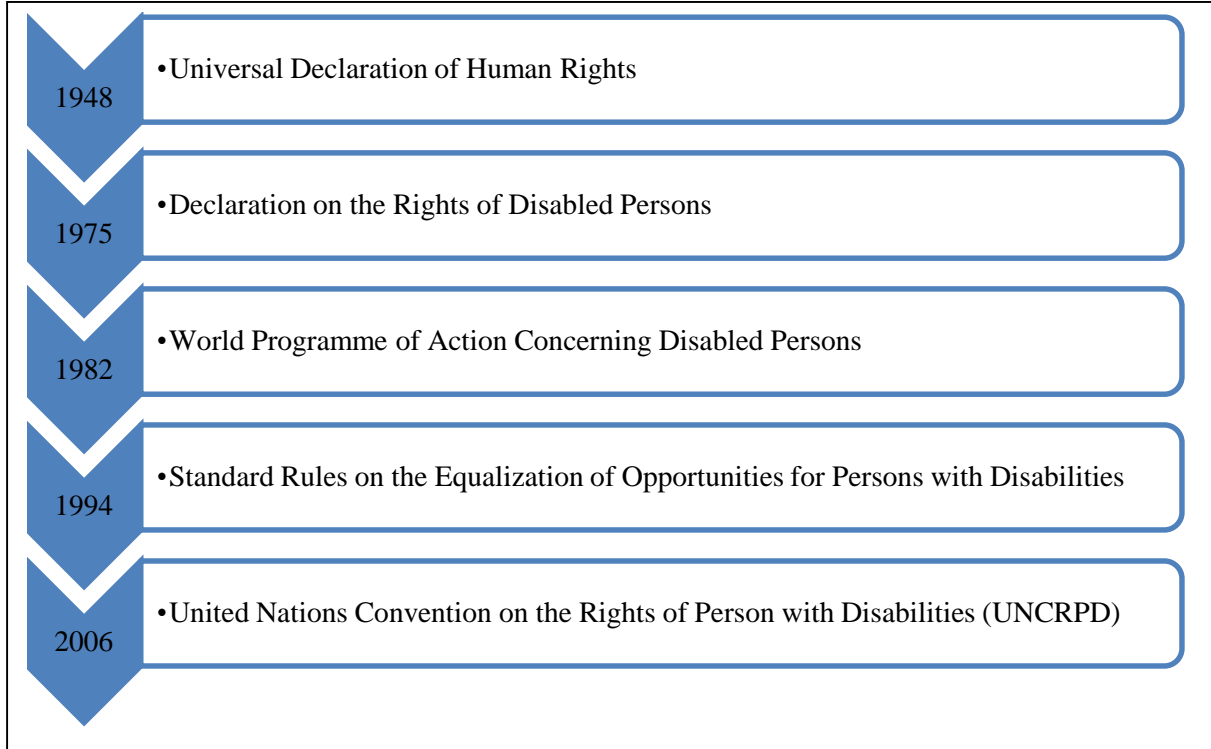 1948
•Universal Declaration of Human Rights
1975
•Declaration on the Rights of Disabled Persons
1982
•World Programme of Action Concerning Disabled Persons
1994
•Standard Rules on the Equalization of Opportunities for Persons with Disabilities
2006
•United Nations Convention on the Rights of Person with Disabilities (UNCRPD)